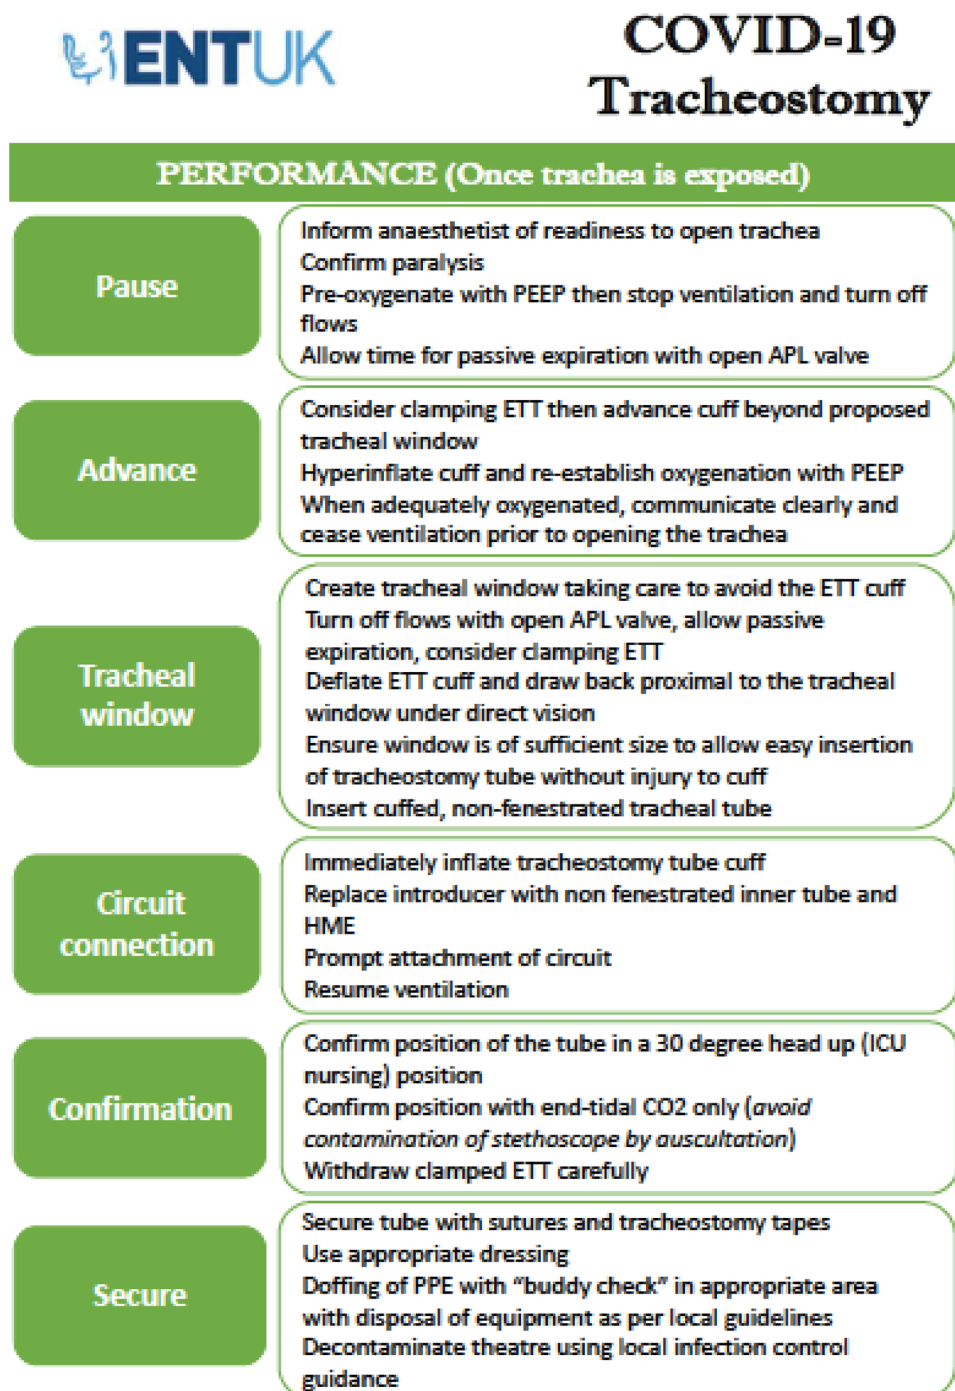 ENTUK
COVID-19
Tracheostomy
PERFORMANCE (Once trachea is exposed)
Pause
Inform anaesthetist of readiness to open trachea
Confirm paralysis
Pre-oxygenate with PEEP then stop ventilation and turn off
flows
Allow time for passive expiration with open APL valve
Advance
Consider clamping ETT then advance cuff beyond proposed
tracheal window
Hyperinflate cuff and re-establish oxygenation with PEEP
When adequately oxygenated, communicate clearly and
cease ventilation prior to opening the trachea
Tracheal
window
Create tracheal window taking care to avoid the ETT cuff
Turn off flows with open APL valve, allow passive
expiration, consider clamping ETT
Deflate ETT cuff and draw back proximal to the tracheal
window under direct vision
Ensure window is of sufficient size to allow easy insertion
of tracheostomy tube without injury to cuff
Insert cuffed, non-fenestrated tracheal tube
Circuit
connection
Immediately inflate tracheostomy tube cuff
Replace introducer with non fenestrated inner tube and
HME
Prompt attachment of circuit
Resume ventilation
Confirmation
Confirm position of the tube in a 30 degree head up (ICU
nursing) position
Confirm position with end-tidal CO2 only (avoid
contamination of stethoscope by auscultation)
Withdraw clamped ETT carefully
Secure
Secure tube with sutures and tracheostomy tapes
Use appropriate dressing
Doffing of PPE with “buddy check” in appropriate area
with disposal of equipment as per local guidelines
Decontaminate theatre using local infection control
guidance